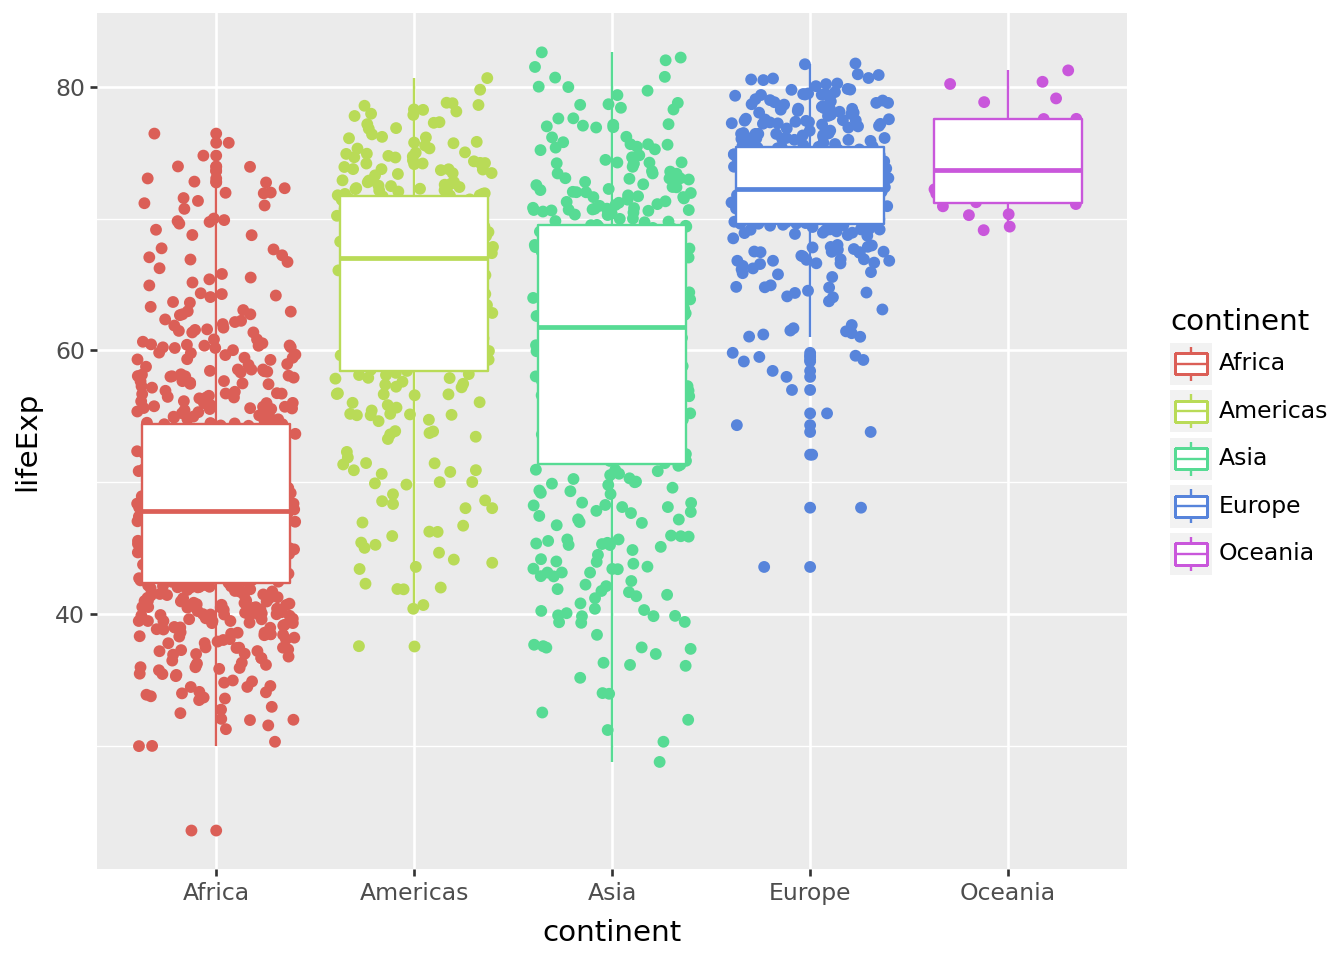 80
60
40
lifeExp
Africa
Americas
Asia
Europe
Oceania
continent
continent
Africa
Americas
Asia
Europe
Oceania